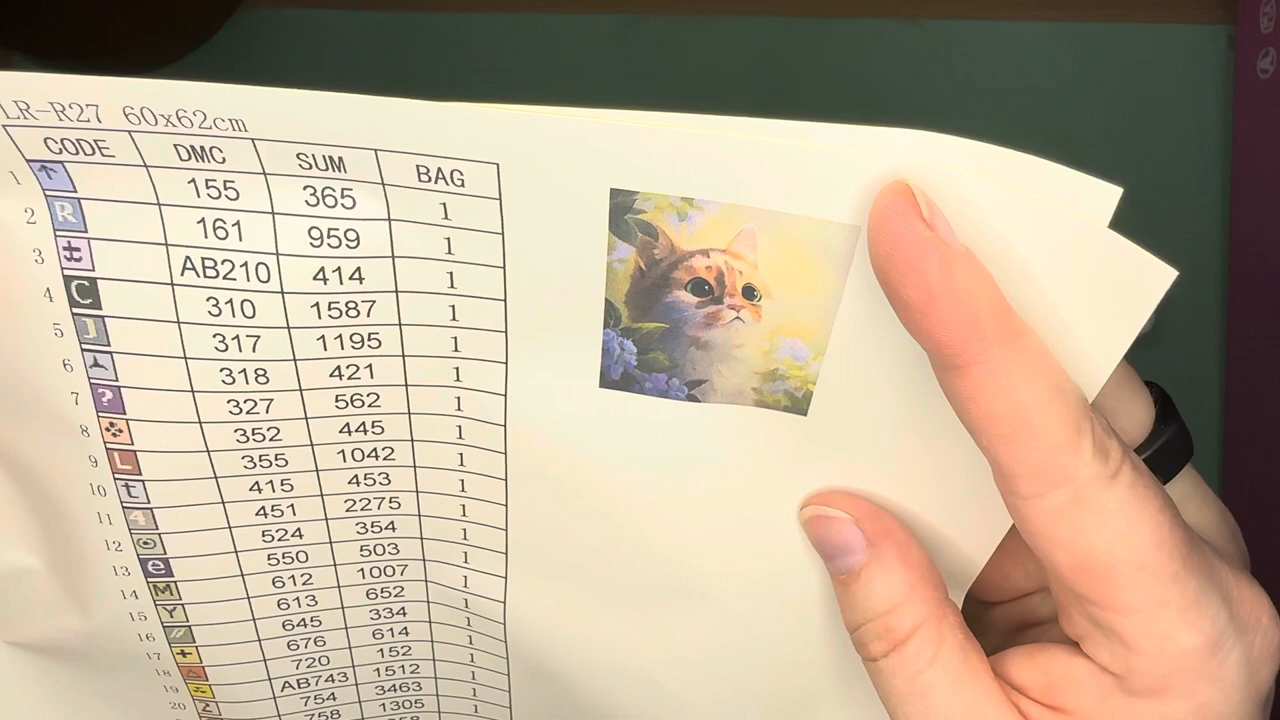 LR-R27 60x62cm
CODE DMC SUM BAG
1 ↑ 155 365 1
2 R 161 959 1
3 AB210 414 1
4 C 310 1587 1
5 J 317 1195 1
6 318 421 1
7 ? 327 562 1
8 352 445 1
9 L 355 1042 1
10 t 415 453 1
11 4 451 2275 1
12 524 354 1
13 e 550 503 1
14 M 612 1007 1
15 Y 613 652 1
16 // 645 334 1
17 + 676 614 1
18 △ 720 152 1
19 AB743 1512 1
20 754 3463 1
758 1305